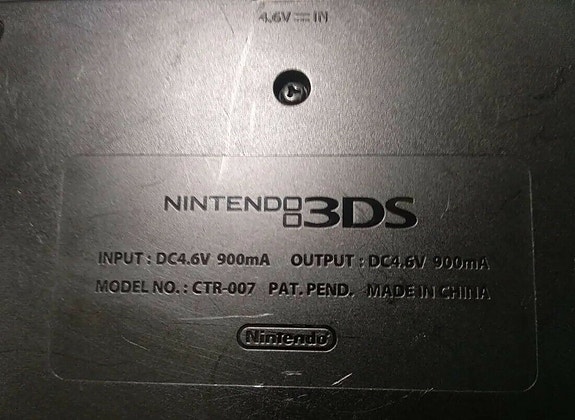 4.6V⎓IN
NINTENDO 3DS
INPUT : DC4.6V 900mA OUTPUT : DC4.6V 900mA
MODEL NO. : CTR-007 PAT. PEND. MADE IN CHINA
Nintendo